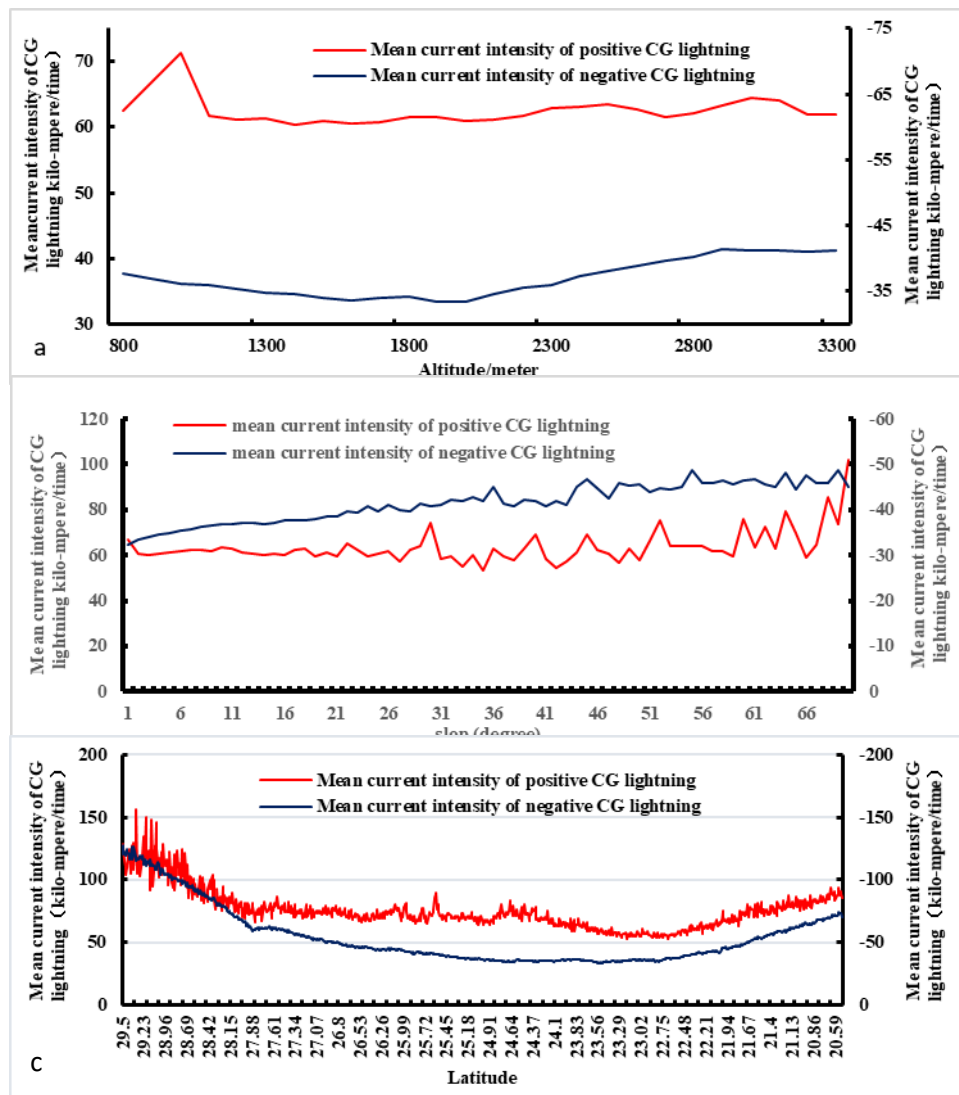 Meancurrent intensity of CG
lightning kilo-mpere/time）
70
60
50
40
30
Mean current intensity of positive CG lightning
Mean current intensity of negative CG lightning
-75
-65
-55
-45
-35
Mean current intensity of CG
lightning kilo-mpere/time）
800 1300 1800 2300 2800 3300
Altitude/meter
a
Mean current intensity of CG
lightning kilo-mpere/time）
120
100
80
60
40
20
0
mean current intensity of positive CG lightning
mean current intensity of negative CG lightning
-60
-50
-40
-30
-20
-10
0
Mean current intensity of CG
lightning kilo-mpere/time）
1 6 11 16 21 26 31 36 41 46 51 56 61 66
slop (degree)
Mean current intensity of CG
lightning（kilo-mpere/time）
200
150
100
50
0
Mean current intensity of positive CG lightning
Mean current intensity of negative CG lightning
-200
-150
-100
-50
0
Mean current intensity of CG
lightning（kilo-mpere/time）
29.5 29.23 28.96 28.69 28.42 28.15 27.88 27.61 27.34 27.07 26.8 26.53 26.26 25.99 25.72 25.45 25.18 24.91 24.64 24.37 24.1 23.83 23.56 23.29 23.02 22.75 22.48 22.21 21.94 21.67 21.4 21.13 20.86 20.59
Latitude
c